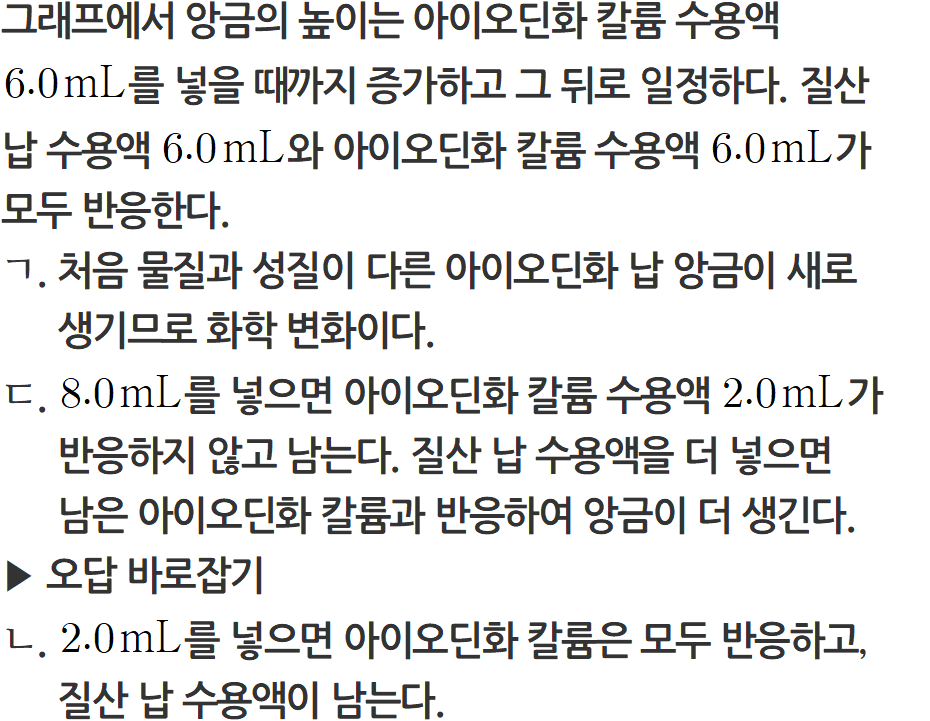 그래프에서 앙금의 높이는 아이오딘화 칼륨 수용액
6.0 mL를 넣을 때까지 증가하고 그 뒤로 일정하다. 질산
납 수용액 6.0 mL와 아이오딘화 칼륨 수용액 6.0 mL가
모두 반응한다.
ㄱ. 처음 물질과 성질이 다른 아이오딘화 납 앙금이 새로
생기므로 화학 변화이다.
ㄷ. 8.0 mL를 넣으면 아이오딘화 칼륨 수용액 2.0 mL가
반응하지 않고 남는다. 질산 납 수용액을 더 넣으면
남은 아이오딘화 칼륨과 반응하여 앙금이 더 생긴다.
▶ 오답 바로잡기
ㄴ. 2.0 mL를 넣으면 아이오딘화 칼륨은 모두 반응하고,
질산 납 수용액이 남는다.